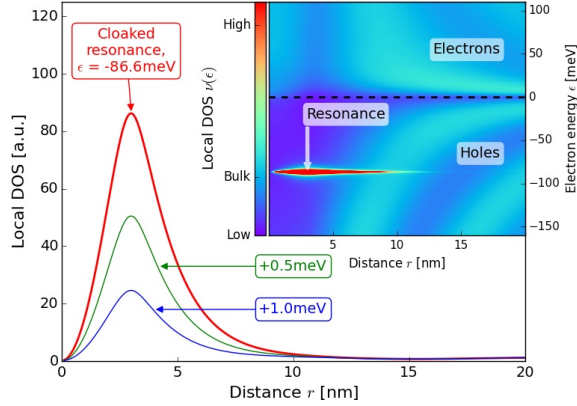 Local DOS [a.u.]
120
100
80
60
40
20
0
0
5
10
15
20
Distance r [nm]
Cloaked
resonance,
ϵ = -86.6meV
+0.5meV
+1.0meV
High
Bulk
Low
Local DOS ν(ϵ)
Electrons
Resonance
Holes
5
10
15
Distance r [nm]
100
50
0
−50
−100
−150
Electron energy ϵ [meV]